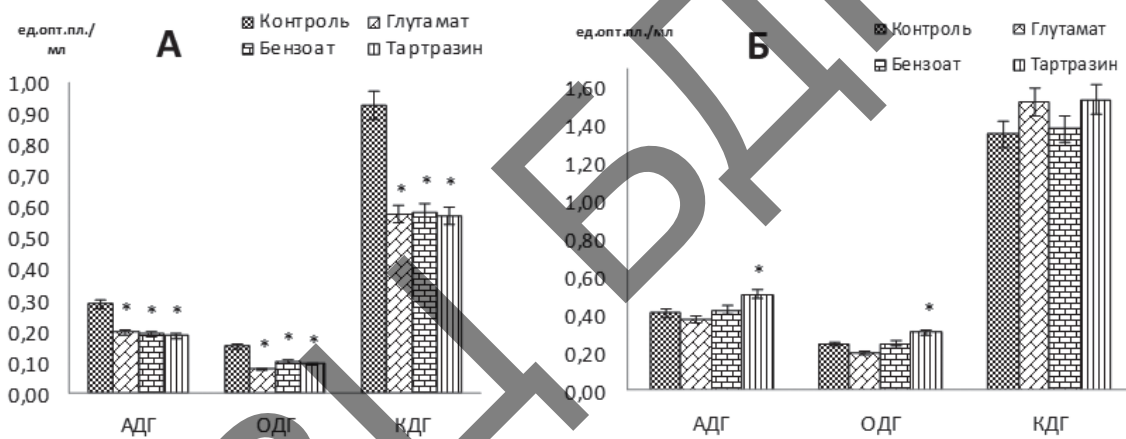 ед.опт.пл./
мл
А
Контроль Глутамат
Бензоат Тартразин
1,00
0,90
0,80
0,70
0,60
0,50
0,40
0,30
0,20
0,10
0,00
* * *
* * *
* * *
АДГ ОДГ КДГ
ед.опт.пл./мл
Б
Контроль Глутамат
Бензоат Тартразин
1,60
1,40
1,20
1,00
0,80
0,60
0,40
0,20
0,00
*
*
АДГ ОДГ КДГ